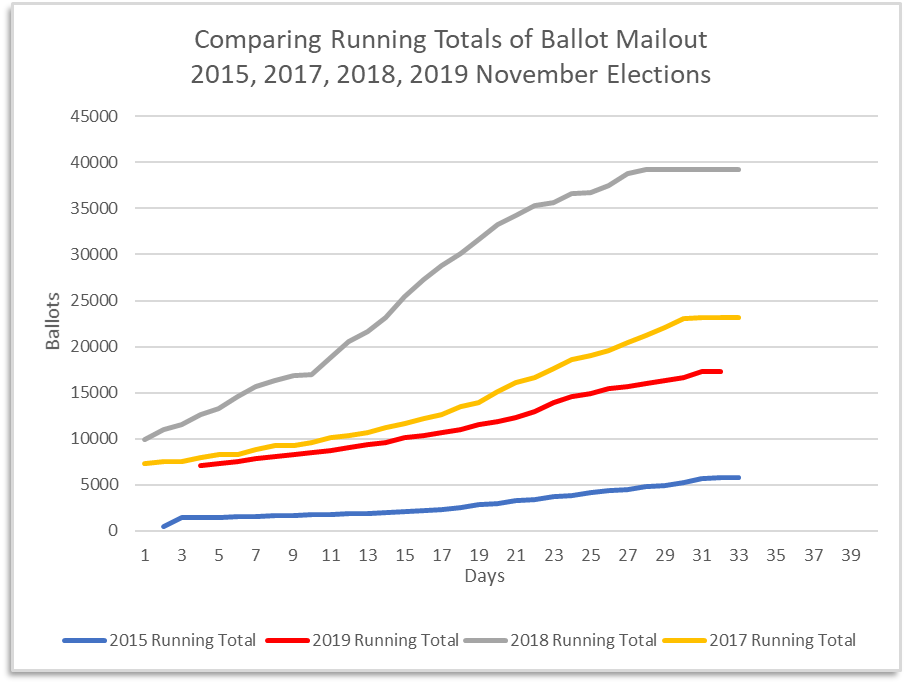 Comparing Running Totals of Ballot Mailout
2015, 2017, 2018, 2019 November Elections
45000
40000
35000
30000
25000
20000
15000
10000
5000
0
Ballots
1 3 5 7 9 11 13 15 17 19 21 23 25 27 29 31 33 35 37 39
Days
2015 Running Total 2019 Running Total 2018 Running Total 2017 Running Total